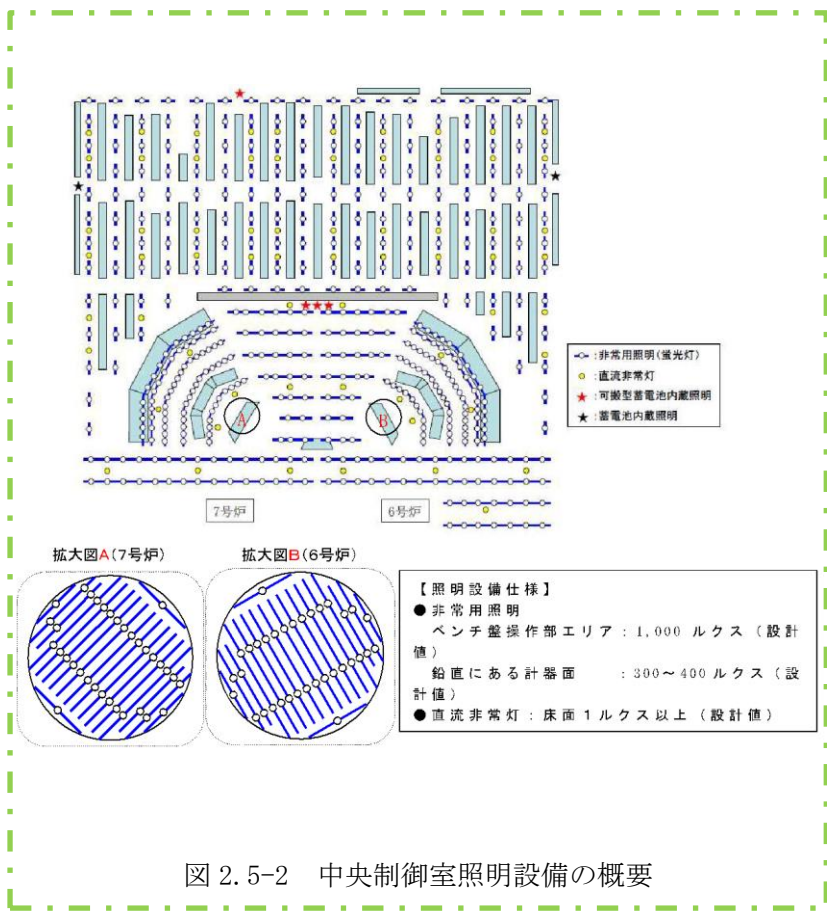 :非常用照明(蛍光灯)
:直流非常灯
:可搬型蓄電池内蔵照明
:蓄電池内蔵照明
A
B
7号炉
6号炉
拡大図A(7号炉)
拡大図B(6号炉)
【照明設備仕様】
●非常用照明
ベンチ盤操作部エリア：1,000 ルクス（設計
値）
鉛直にある計器面　　：300～400 ルクス（設
計値）
●直流非常灯：床面１ルクス以上（設計値）
図 2.5-2　中央制御室照明設備の概要